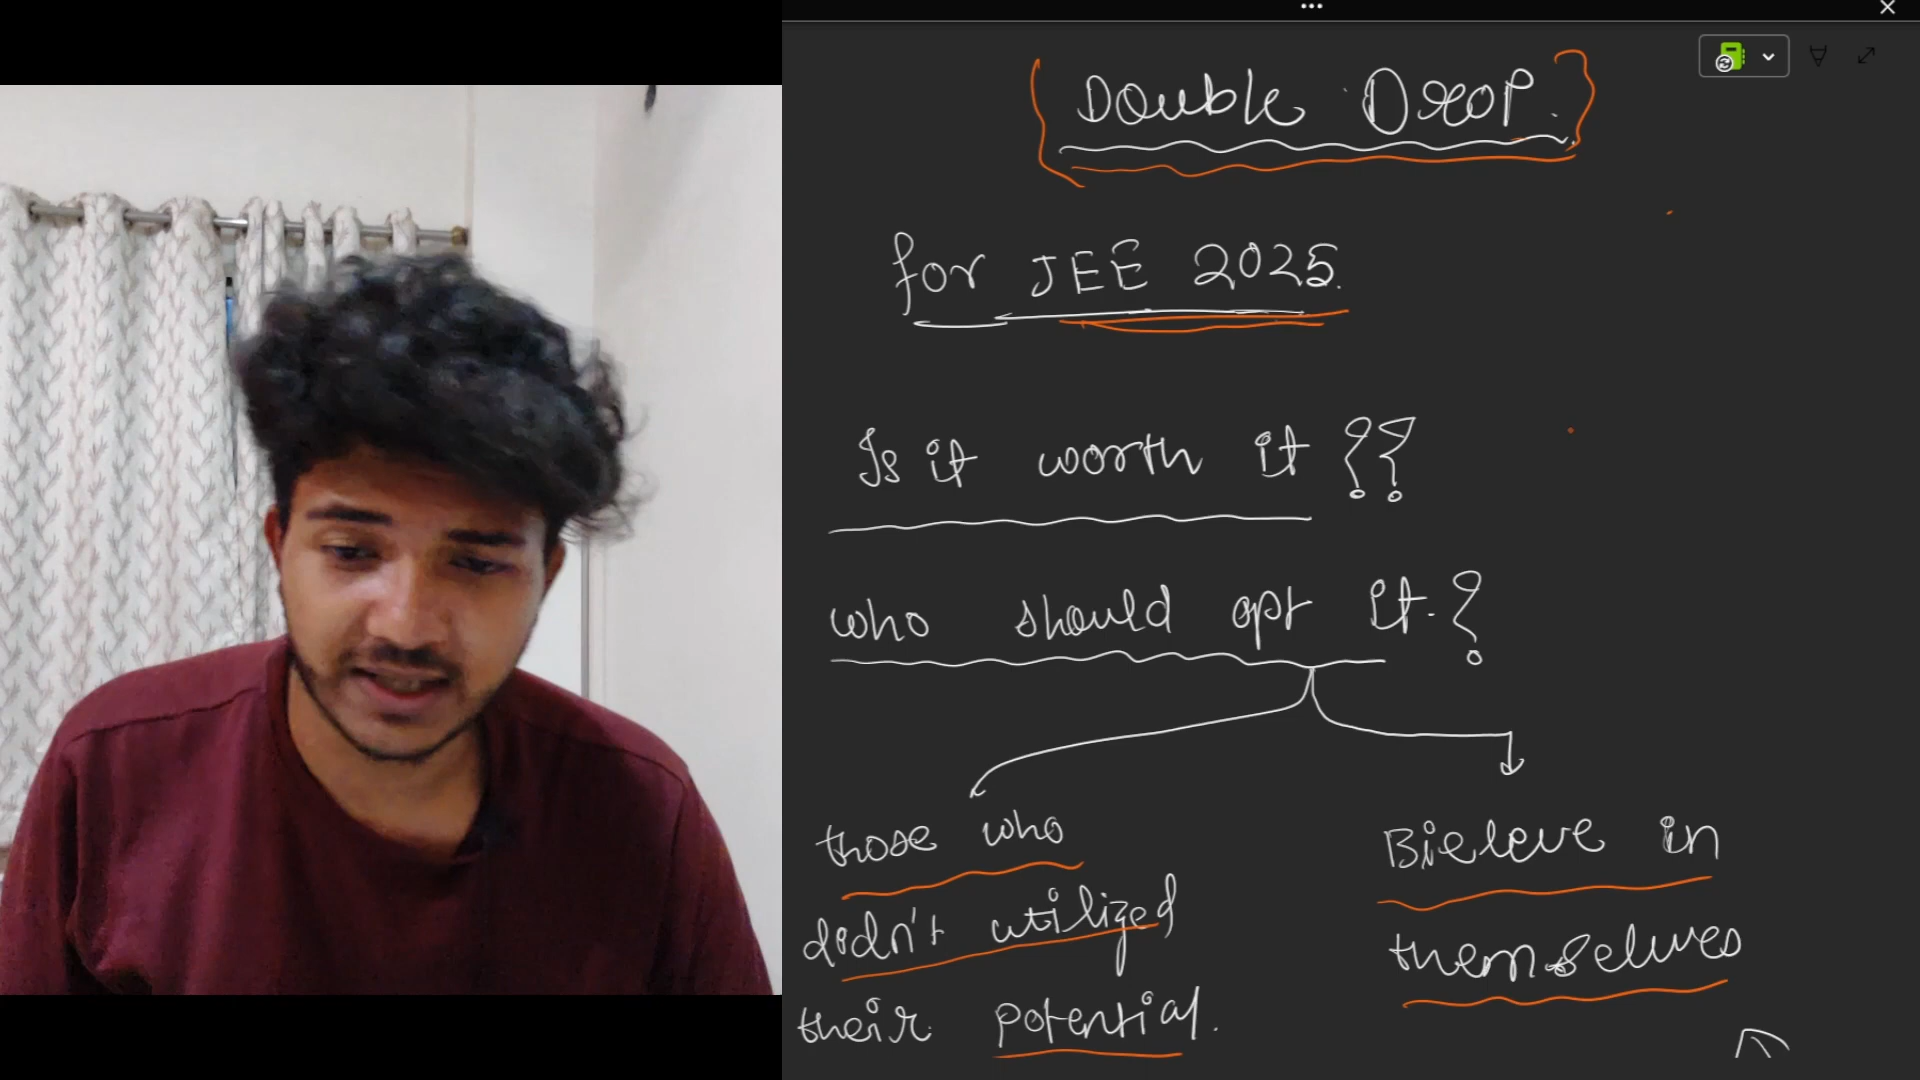 Double Drop.
for JEE 2025.
Is it worth it ??
who should opt it.?
those who
didn't utilized
their potential.
Bieleve in
themselves